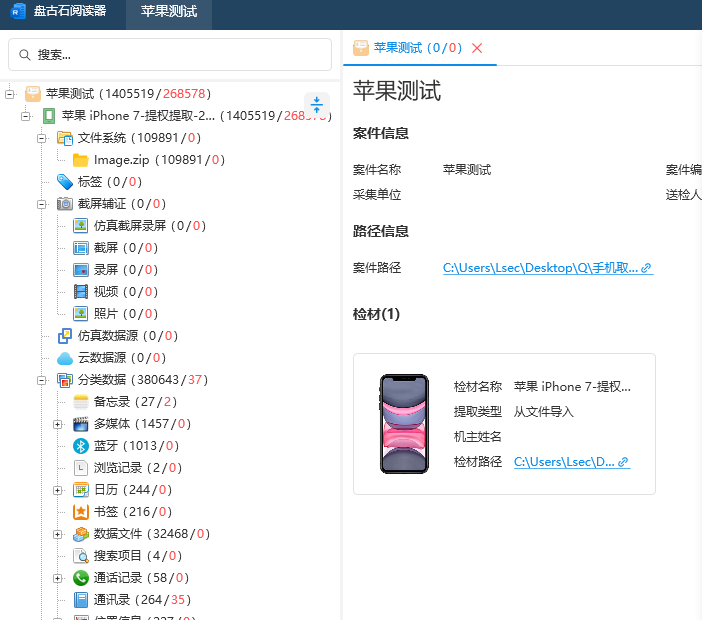 盘古石阅读器
苹果测试
搜索...
苹果测试 (1405519/268578)
苹果 iPhone 7-提权提取-2... (1405519/268578)
文件系统 (109891/0)
Image.zip (109891/0)
标签 (0/0)
截屏辅证 (0/0)
仿真截屏录屏 (0/0)
截屏 (0/0)
录屏 (0/0)
视频 (0/0)
照片 (0/0)
仿真数据源 (0/0)
云数据源 (0/0)
分类数据 (380643/37)
备忘录 (27/2)
多媒体 (1457/0)
蓝牙 (1013/0)
浏览记录 (2/0)
日历 (244/0)
书签 (216/0)
数据文件 (32468/0)
搜索项目 (4/0)
通话记录 (58/0)
通讯录 (264/35)
苹果测试 (0/0)
苹果测试
案件信息
案件名称 苹果测试 案件编
采集单位 送检人
路径信息
案件路径 C:\Users\Lsec\Desktop\Q\手机取...
检材(1)
检材名称 苹果 iPhone 7-提权...
提取类型 从文件导入
机主姓名
检材路径 C:\Users\Lsec\D...